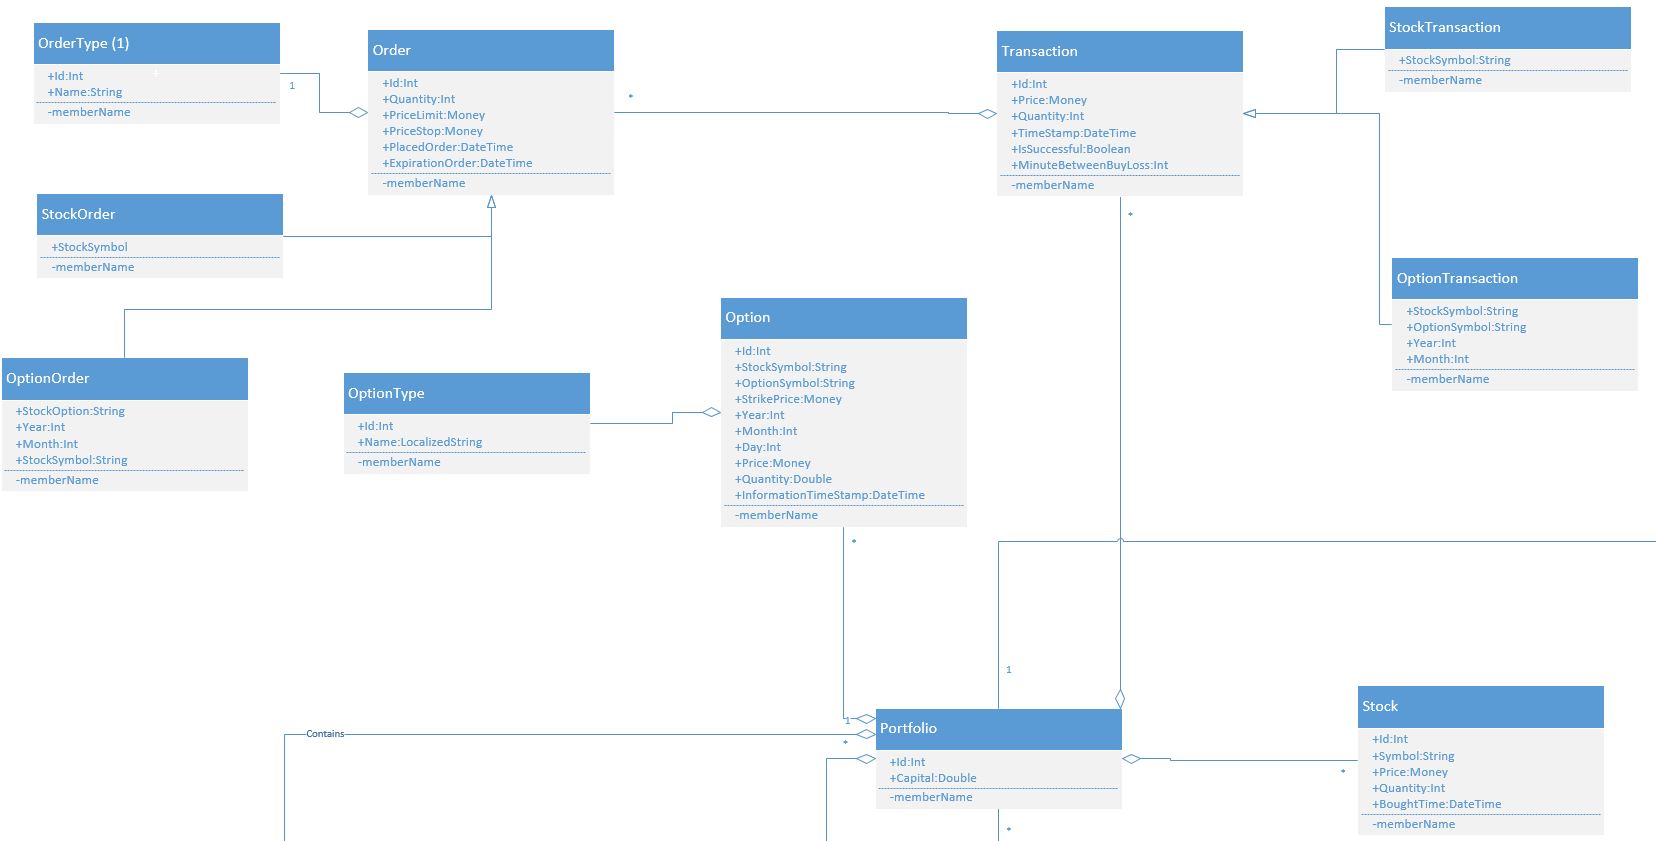 OrderType (1)
+Id:Int
+Name:String
-memberName
1
Order
+Id:Int
+Quantity:Int
+PriceLimit:Money
+PriceStop:Money
+PlacedOrder:DateTime
+ExpirationOrder:DateTime
-memberName
*
Transaction
+Id:Int
+Price:Money
+Quantity:Int
+TimeStamp:DateTime
+IsSuccessful:Boolean
+MinuteBetweenBuyLoss:Int
-memberName
*
StockTransaction
+StockSymbol:String
-memberName
StockOrder
+StockSymbol
-memberName
OptionTransaction
+StockSymbol:String
+OptionSymbol:String
+Year:Int
+Month:Int
-memberName
OptionOrder
+StockOption:String
+Year:Int
+Month:Int
+StockSymbol:String
-memberName
OptionType
+Id:Int
+Name:LocalizedString
-memberName
Option
+Id:Int
+StockSymbol:String
+OptionSymbol:String
+StrikePrice:Money
+Year:Int
+Month:Int
+Day:Int
+Price:Money
+Quantity:Double
+InformationTimeStamp:DateTime
-memberName
*
1
1
Contains
*
Portfolio
+Id:Int
+Capital:Double
-memberName
*
*
Stock
+Id:Int
+Symbol:String
+Price:Money
+Quantity:Int
+BoughtTime:DateTime
-memberName